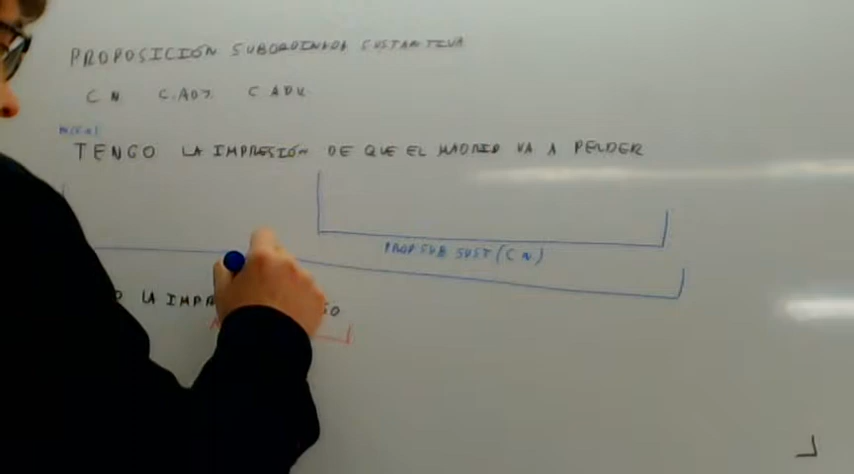 PROPOSICIÓN SUBORDINADA SUSTANTIVA
C N. C. ADJ. C ADV.
TENGO LA IMPRESIÓN DE QUE EL MADRID VA A PERDER
PROP SUB SUST (C N.)
LA IMPR